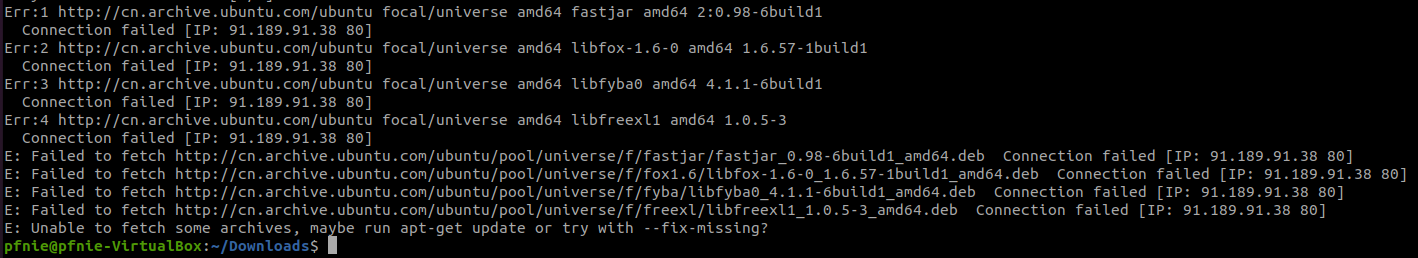 Err:1 http://cn.archive.ubuntu.com/ubuntu focal/universe amd64 fastjar amd64 2:0.98-6build1
  Connection failed [IP: 91.189.91.38 80]
Err:2 http://cn.archive.ubuntu.com/ubuntu focal/universe amd64 libfox-1.6-0 amd64 1.6.57-1build1
  Connection failed [IP: 91.189.91.38 80]
Err:3 http://cn.archive.ubuntu.com/ubuntu focal/universe amd64 libfyba0 amd64 4.1.1-6build1
  Connection failed [IP: 91.189.91.38 80]
Err:4 http://cn.archive.ubuntu.com/ubuntu focal/universe amd64 libfreexl1 amd64 1.0.5-3
  Connection failed [IP: 91.189.91.38 80]
E: Failed to fetch http://cn.archive.ubuntu.com/ubuntu/pool/universe/f/fastjar/fastjar_0.98-6build1_amd64.deb  Connection failed [IP: 91.189.91.38 80]
E: Failed to fetch http://cn.archive.ubuntu.com/ubuntu/pool/universe/f/fox1.6/libfox-1.6-0_1.6.57-1build1_amd64.deb  Connection failed [IP: 91.189.91.38 80]
E: Failed to fetch http://cn.archive.ubuntu.com/ubuntu/pool/universe/f/fyba/libfyba0_4.1.1-6build1_amd64.deb  Connection failed [IP: 91.189.91.38 80]
E: Failed to fetch http://cn.archive.ubuntu.com/ubuntu/pool/universe/f/freexl/libfreexl1_1.0.5-3_amd64.deb  Connection failed [IP: 91.189.91.38 80]
E: Unable to fetch some archives, maybe run apt-get update or try with --fix-missing?
pfnie@pfnie-VirtualBox:~/Downloads$